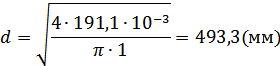 d = √(4 · 191,1 · 10⁻³ / π · 1) = 493,3(мм)